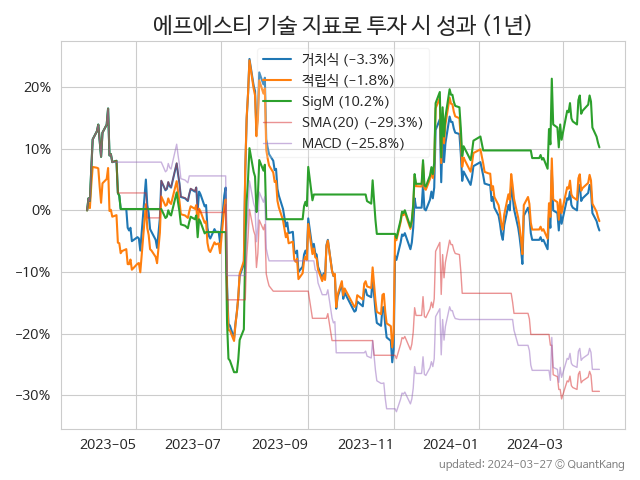 에프에스티 기술 지표로 투자 시 성과 (1년)
거치식 (−3.3%)
적립식 (−1.8%)
SigM (10.2%)
SMA(20) (−29.3%)
MACD (−25.8%)
20%
10%
0%
−10%
−20%
−30%
2023-05 2023-07 2023-09 2023-11 2024-01 2024-03
updated: 2024-03-27 © QuantKang